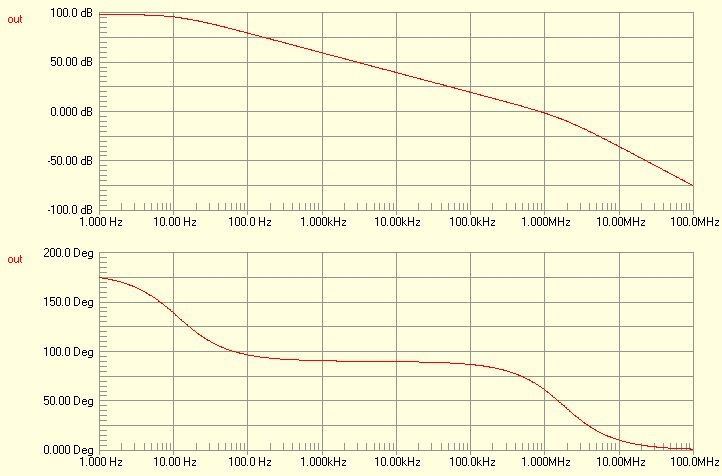 out
100.0 dB
50.00 dB
0.000 dB
-50.00 dB
-100.0 dB
1.000 Hz 10.00 Hz 100.0 Hz 1.000kHz 10.00kHz 100.0kHz 1.000MHz 10.00MHz 100.0MHz
out
200.0 Deg
150.0 Deg
100.0 Deg
50.00 Deg
0.000 Deg
1.000 Hz 10.00 Hz 100.0 Hz 1.000kHz 10.00kHz 100.0kHz 1.000MHz 10.00MHz 100.0MHz